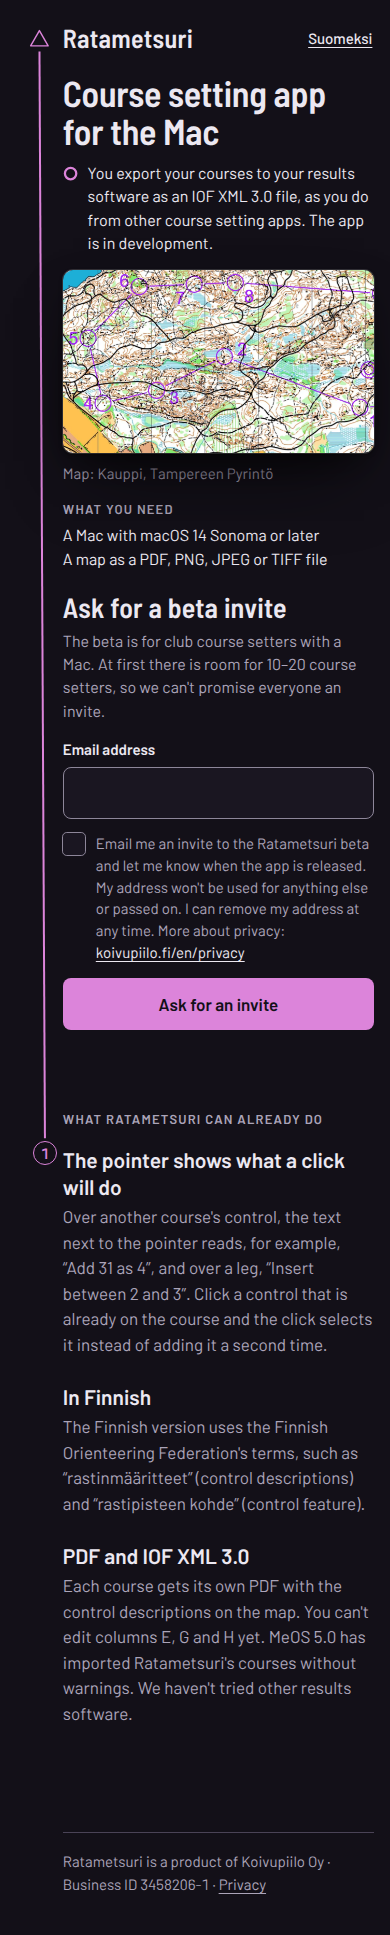 Ratametsuri
Suomeksi
Course setting app
for the Mac
You export your courses to your results
software as an IOF XML 3.0 file, as you do
from other course setting apps. The app
is in development.
6
7
8
5
2
4
3
Map: Kauppi, Tampereen Pyrintö
WHAT YOU NEED
A Mac with macOS 14 Sonoma or later
A map as a PDF, PNG, JPEG or TIFF file
Ask for a beta invite
The beta is for club course setters with a
Mac. At first there is room for 10–20 course
setters, so we can't promise everyone an
invite.
Email address
Email me an invite to the Ratametsuri beta
and let me know when the app is released.
My address won't be used for anything else
or passed on. I can remove my address at
any time. More about privacy:
koivupiilo.fi/en/privacy
Ask for an invite
WHAT RATAMETSURI CAN ALREADY DO
1
The pointer shows what a click
will do
Over another course's control, the text
next to the pointer reads, for example,
“Add 31 as 4”, and over a leg, “Insert
between 2 and 3”. Click a control that is
already on the course and the click selects
it instead of adding it a second time.
In Finnish
The Finnish version uses the Finnish
Orienteering Federation's terms, such as
“rastinmääritteet” (control descriptions)
and “rastipisteen kohde” (control feature).
PDF and IOF XML 3.0
Each course gets its own PDF with the
control descriptions on the map. You can't
edit columns E, G and H yet. MeOS 5.0 has
imported Ratametsuri's courses without
warnings. We haven't tried other results
software.
Ratametsuri is a product of Koivupiilo Oy ·
Business ID 3458206-1 · Privacy